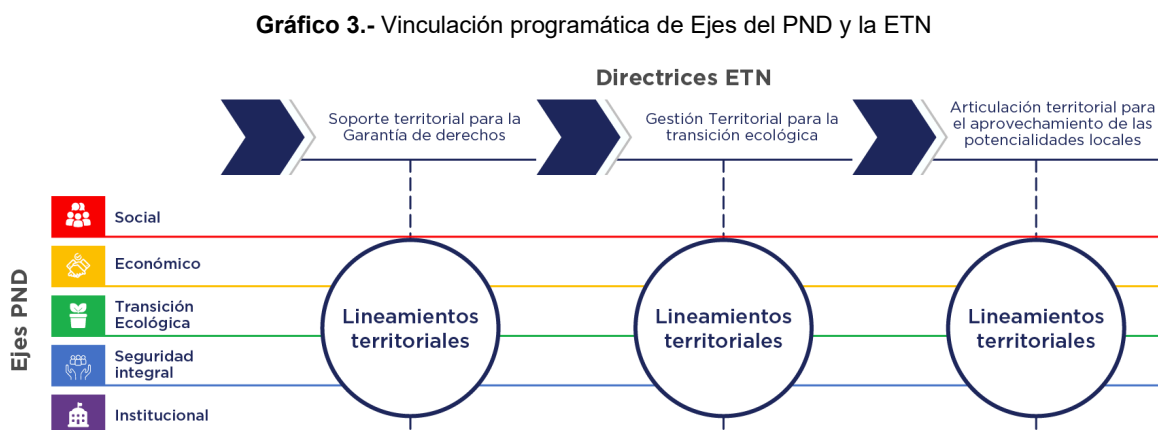 Gráfico 3.- Vinculación programática de Ejes del PND y la ETN
Directrices ETN
Soporte territorial para la
Garantía de derechos
Gestión Territorial para la
transición ecológica
Articulación territorial para
el aprovechamiento de las
potencialidades locales
Ejes PND
Social
Económico
Transición
Ecológica
Seguridad
integral
Institucional
Lineamientos
territoriales
Lineamientos
territoriales
Lineamientos
territoriales